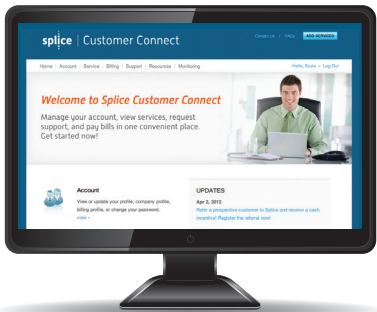 splice | Customer Connect
Contact Us | FAQs
ADD SERVICES
Home | Account | Service | Billing | Support | Resources | Monitoring
Hello, Susie • Log Out
Welcome to Splice Customer Connect
Manage your account, view services, request
support, and pay bills in one convenient place.
Get started now!
Account
View or update your profile, company profile,
billing profile, or change your password.
view »
UPDATES
Apr 2, 2012
Refer a prospective customer to Splice and receive a cash
incentive! Register the referral now!